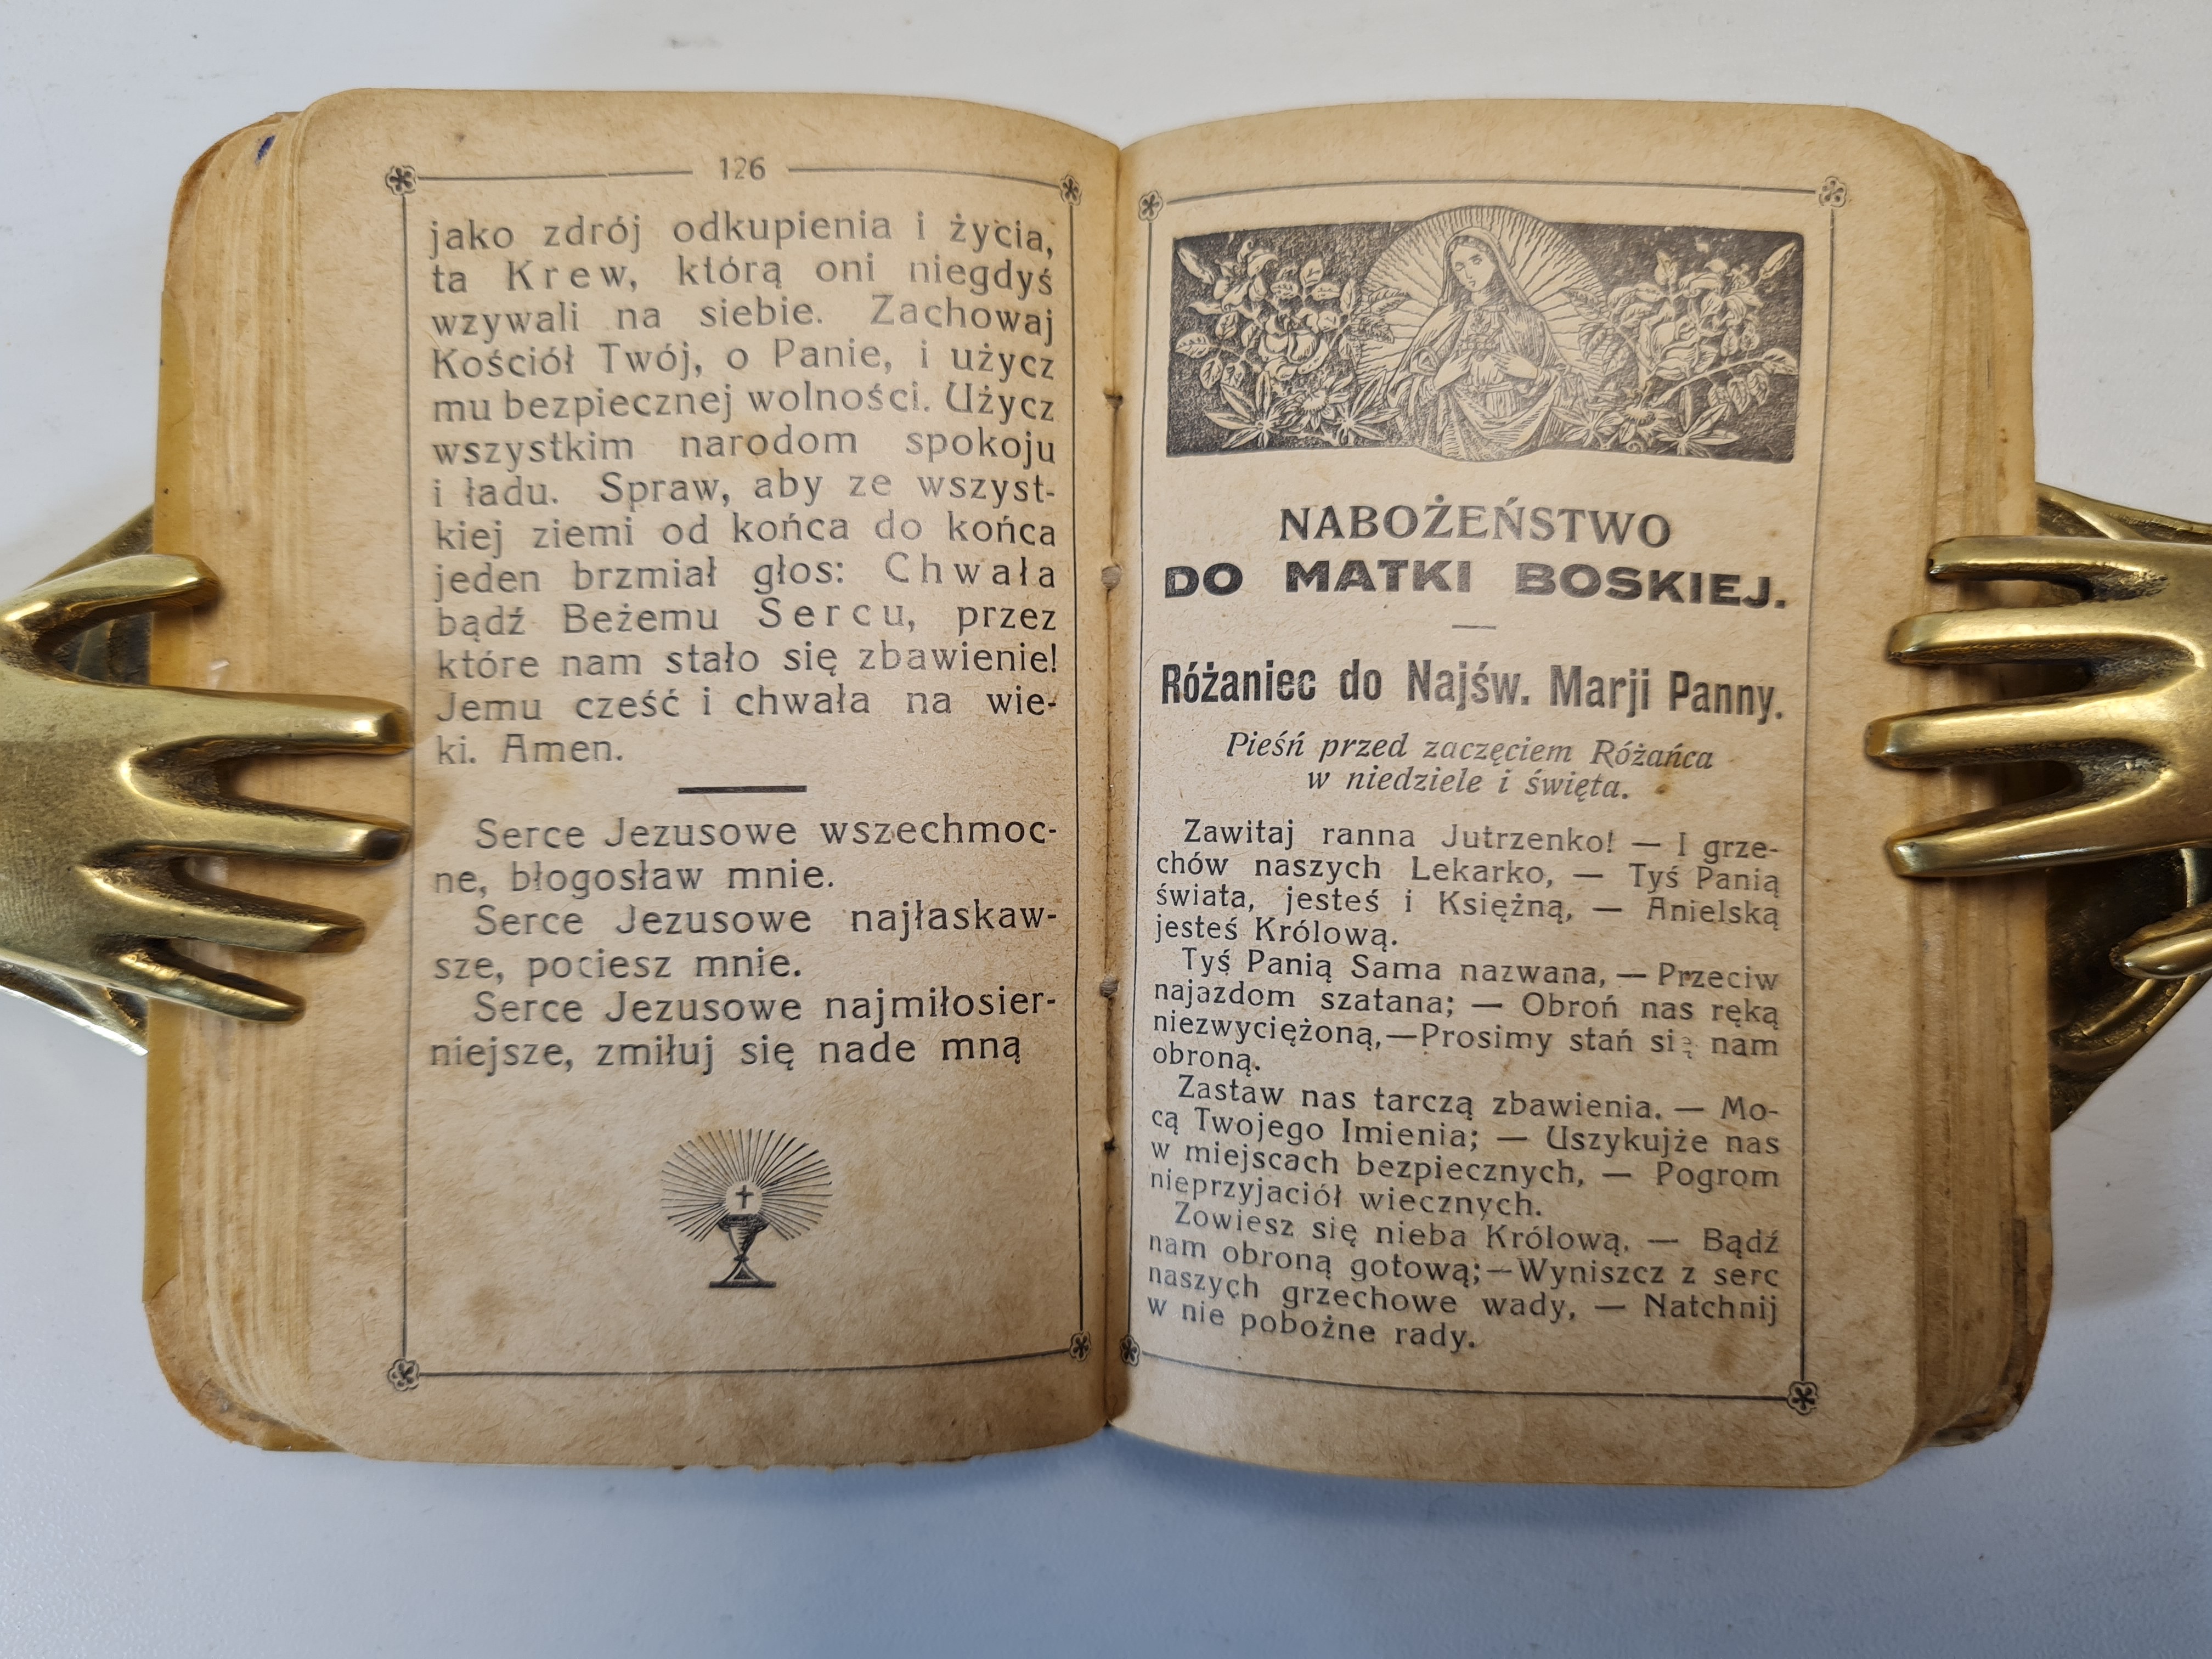 126
jako zdrój odkupienia i życia,
ta Krew, którą oni niegdyś
wzywali na siebie. Zachowaj
Kościół Twój, o Panie, i użycz
mu bezpiecznej wolności. Użycz
wszystkim narodom spokoju
i ładu. Spraw, aby ze wszyst-
kiej ziemi od końca do końca
jeden brzmiał głos: Chwała
bądź Beżemu Sercu, przez
które nam stało się zbawienie!
Jemu cześć i chwała na wie-
ki. Amen.
Serce Jezusowe wszechmoc-
ne, błogosław mnie.
Serce Jezusowe najłaskaw-
sze, pociesz mnie.
Serce Jezusowe najmiłosier-
niejsze, zmiłuj się nade mną
NABOŻEŃSTWO
DO MATKI BOSKIEJ.
Różaniec do Najśw. Marji Panny.
Pieśń przed zaczęciem Różańca
w niedziele i święta.
Zawitaj ranna Jutrzenko! — I grze-
chów naszych Lekarko, — Tyś Panią
świata, jesteś i Księżną, — Anielską
jesteś Królową.
Tyś Panią Sama nazwana, — Przeciw
najazdom szatana; — Obroń nas ręką
niezwyciężoną,—Prosimy stań się nam
obroną.
Zastaw nas tarczą zbawienia. — Mo-
cą Twojego Imienia; — Uszykujże nas
w miejscach bezpiecznych, — Pogrom
nieprzyjaciół wiecznych.
Zowiesz się nieba Królową, — Bądź
nam obroną gotową;—Wyniszcz z serc
naszych grzechowe wady, — Natchnij
w nie pobożne rady.